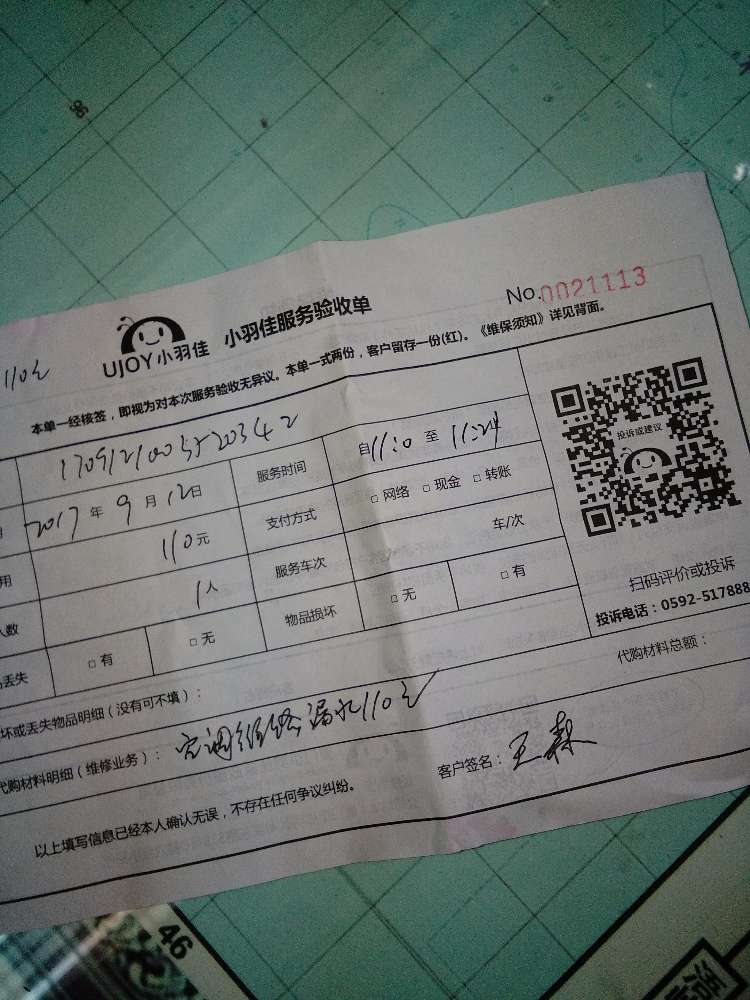 No.0021113
UJOY小羽佳 小羽佳服务验收单
110元
本单一经核签，即视为对本次服务验收无异议。本单一式两份，客户留存一份(红)。《维保须知》详见背面。
服务时间 自11:0至11:24
2017年9月12日 支付方式 □网络 □现金 □转账
用 110元 服务车次 车/次
人数 1人 物品损坏 □无 □有
丢失 □有 □无
投诉或建议
扫码评价或投诉
投诉电话：0592-517888
坏或丢失物品明细（没有可不填）： 代购材料总额：
代购材料明细（维修业务）：空调维修漏水110元
客户签名：王森
以上填写信息已经本人确认无误，不存在任何争议纠纷。
46